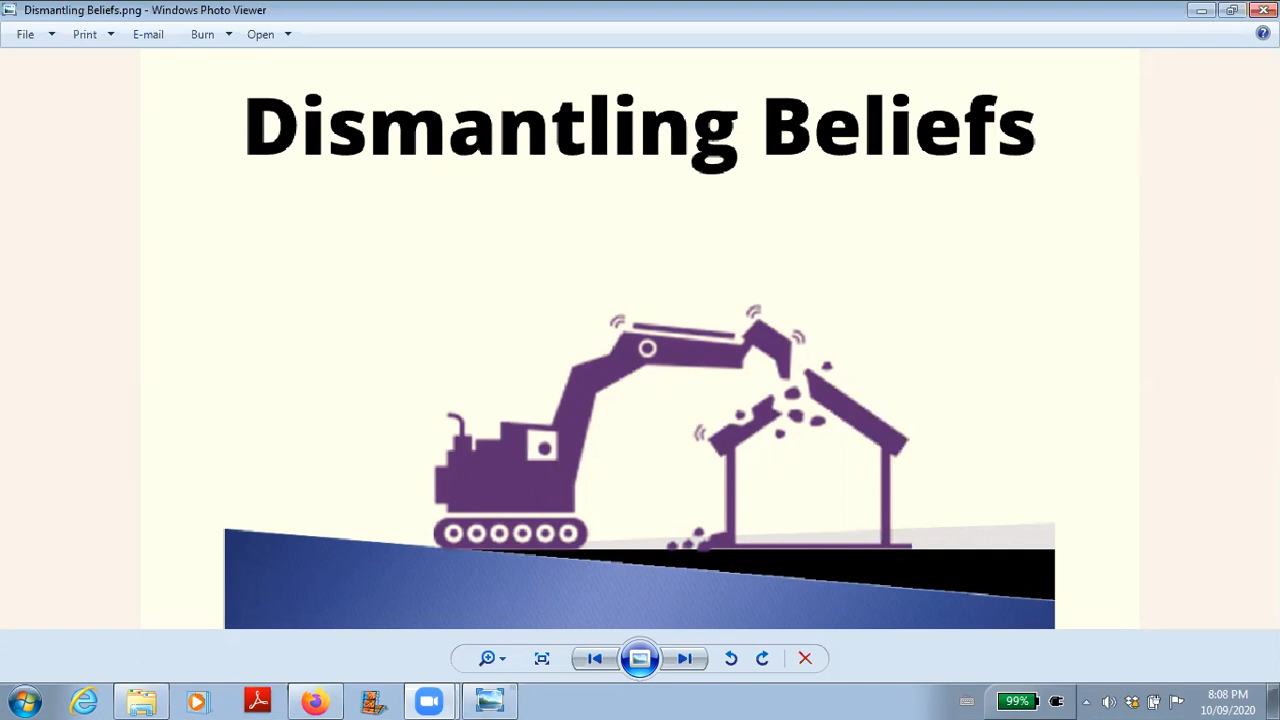 Dismantling Beliefs.png - Windows Photo Viewer
File Print E-mail Burn Open
Dismantling Beliefs
99%
8:08 PM
10/09/2020